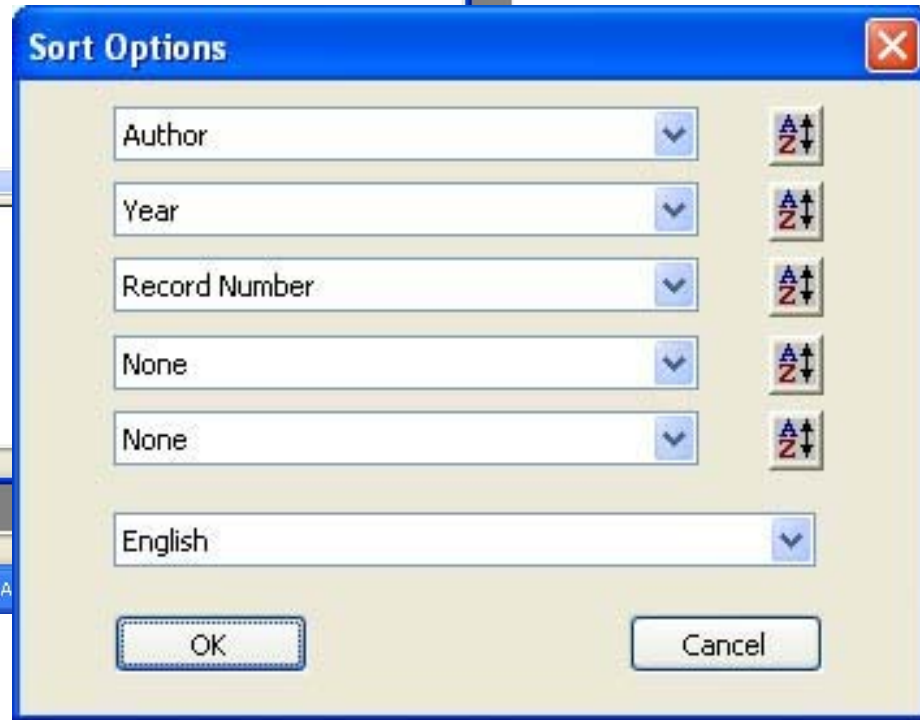 Sort Options
Author
A
Z
Year
A
Z
Record Number
A
Z
None
A
Z
None
A
Z
English
A
OK
Cancel